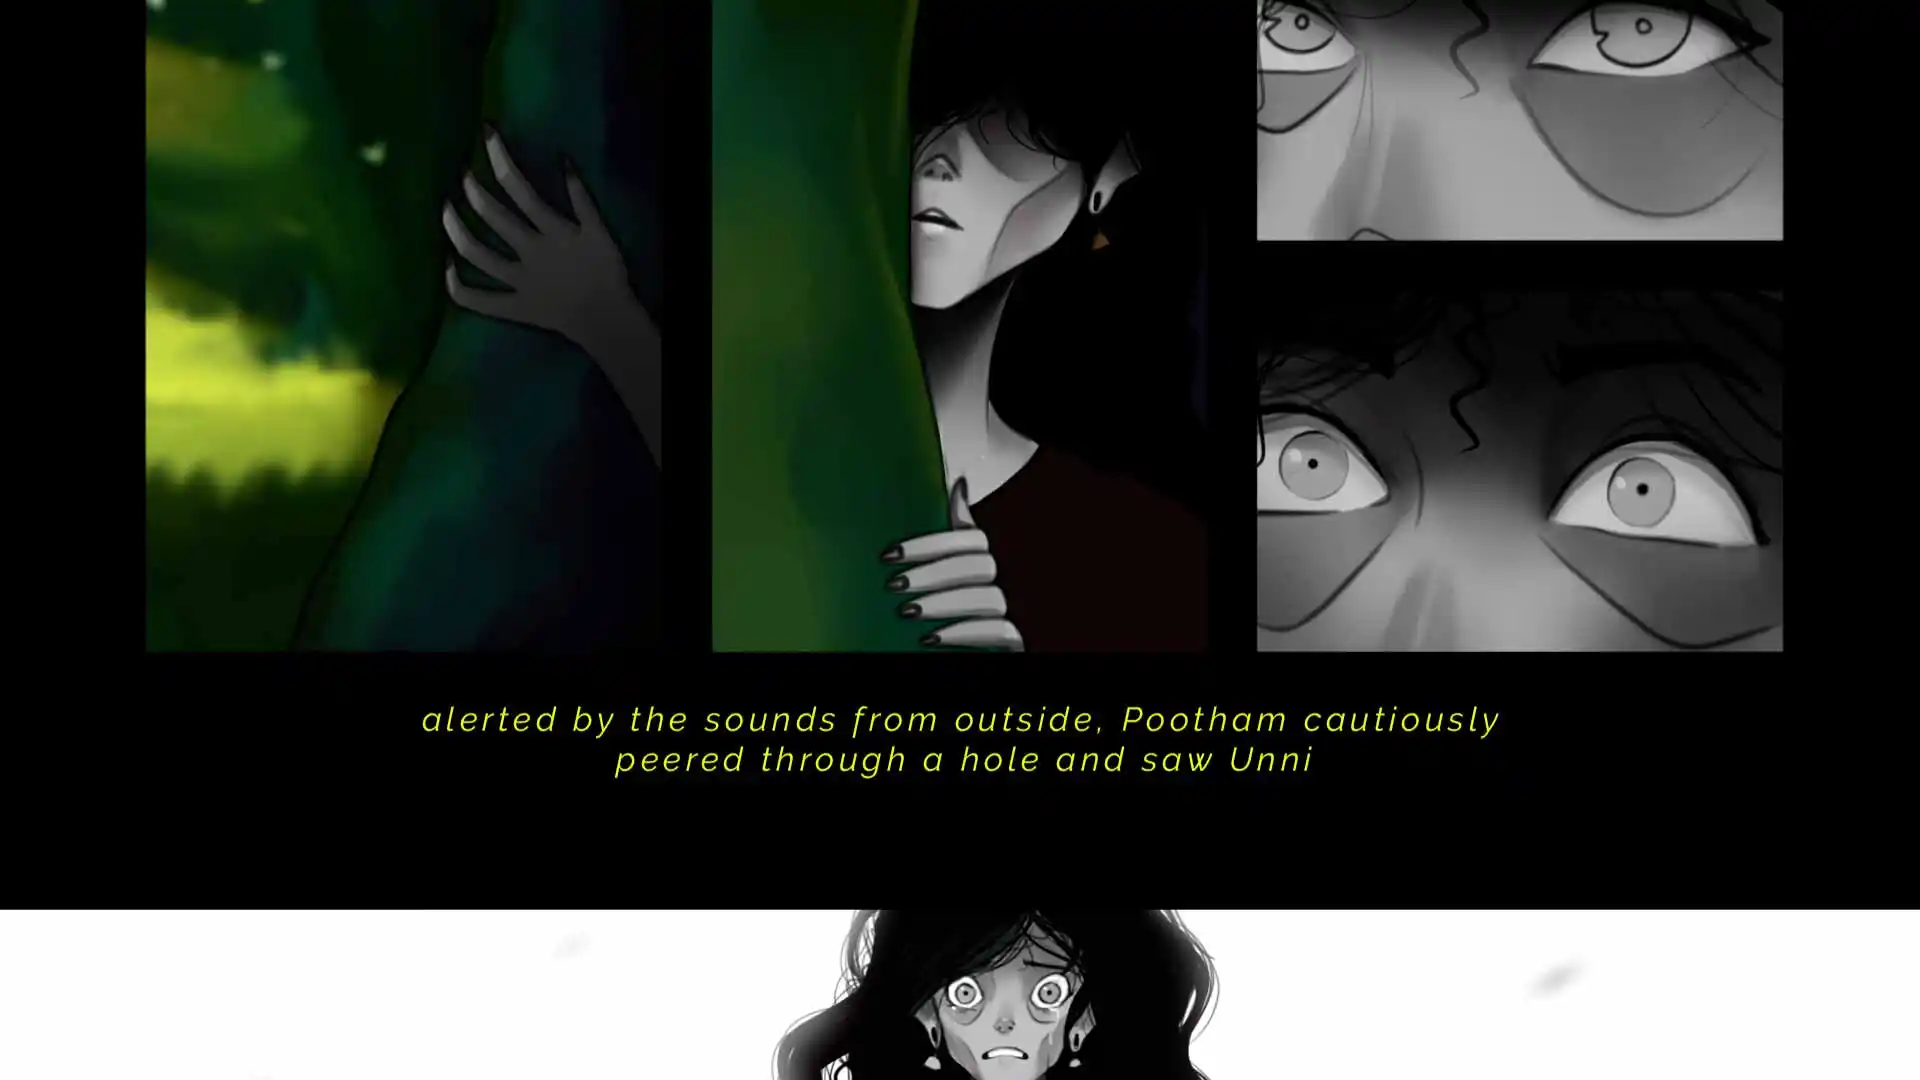 alerted by the sounds from outside, Pootham cautiously
peered through a hole and saw Unni